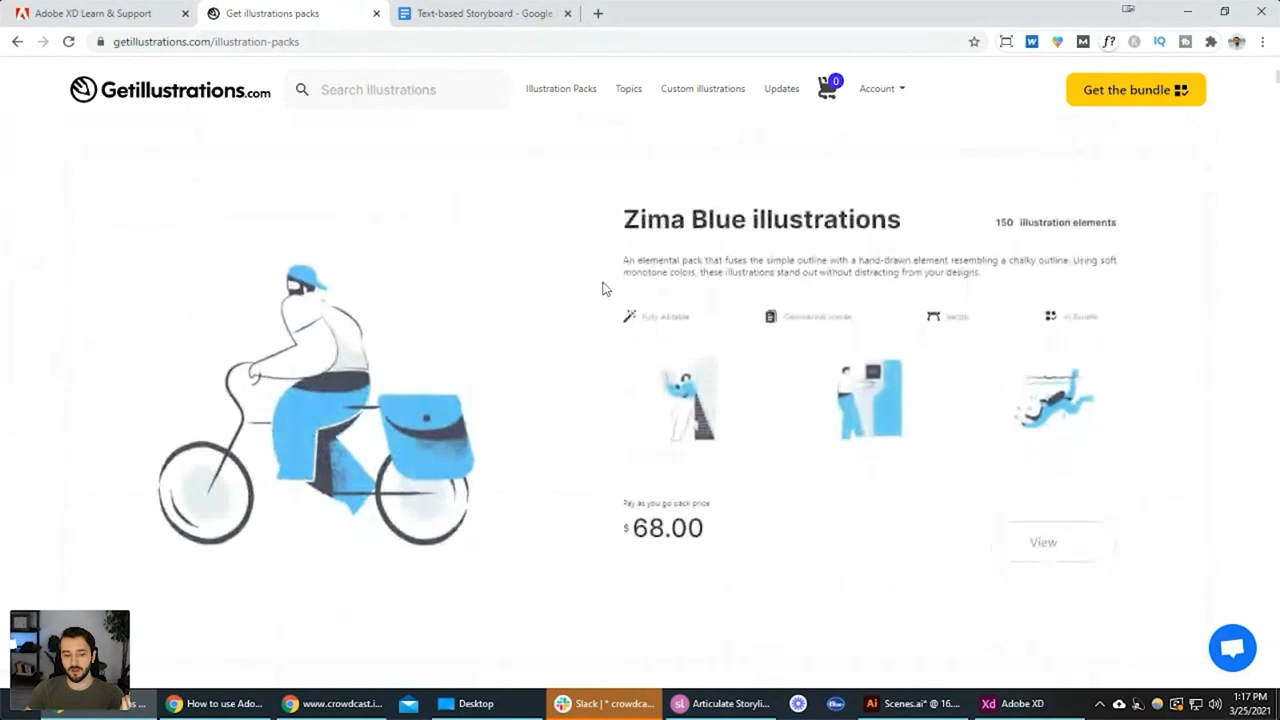 Adobe XD Learn & Support
Get illustrations packs
Text-based Storyboard - Google
getillustrations.com/illustration-packs
Getillustrations.com
Search illustrations
Illustration Packs
Topics
Custom illustrations
Updates
0
Account
Get the bundle
Zima Blue illustrations
150 illustration elements
An elemental pack that fuses the simple outline with a hand-drawn element resembling a chalky outline. Using soft
monotone colors, these illustrations stand out without distracting from your designs.
Fully editable
Pay as you go pack price
$ 68.00
View
How to use Ado...
www.crowdcast.i...
Desktop
Slack | * crowdca...
Articulate Storyli...
Scenes.ai* @ 16....
Adobe XD
1:17 PM
3/25/2021